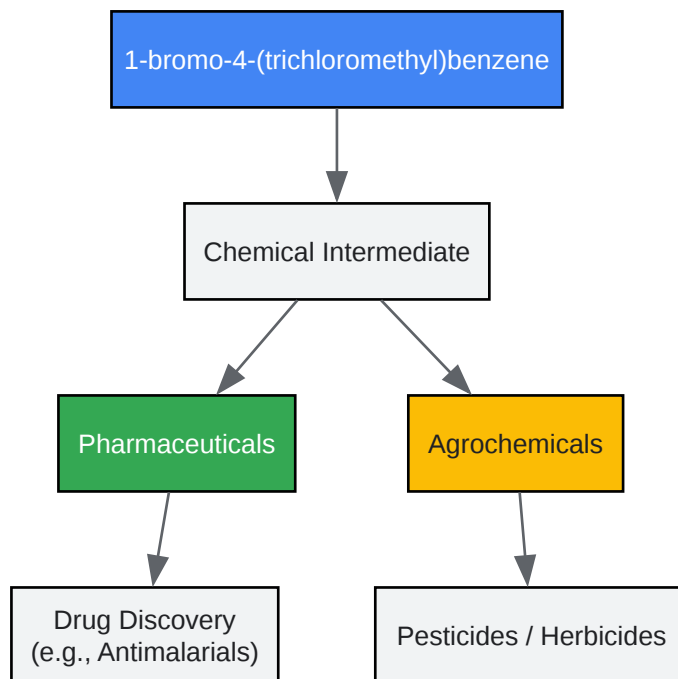 1-bromo-4-(trichloromethyl)benzene
Chemical Intermediate
Pharmaceuticals
Agrochemicals
Drug Discovery
(e.g., Antimalarials)
Pesticides / Herbicides